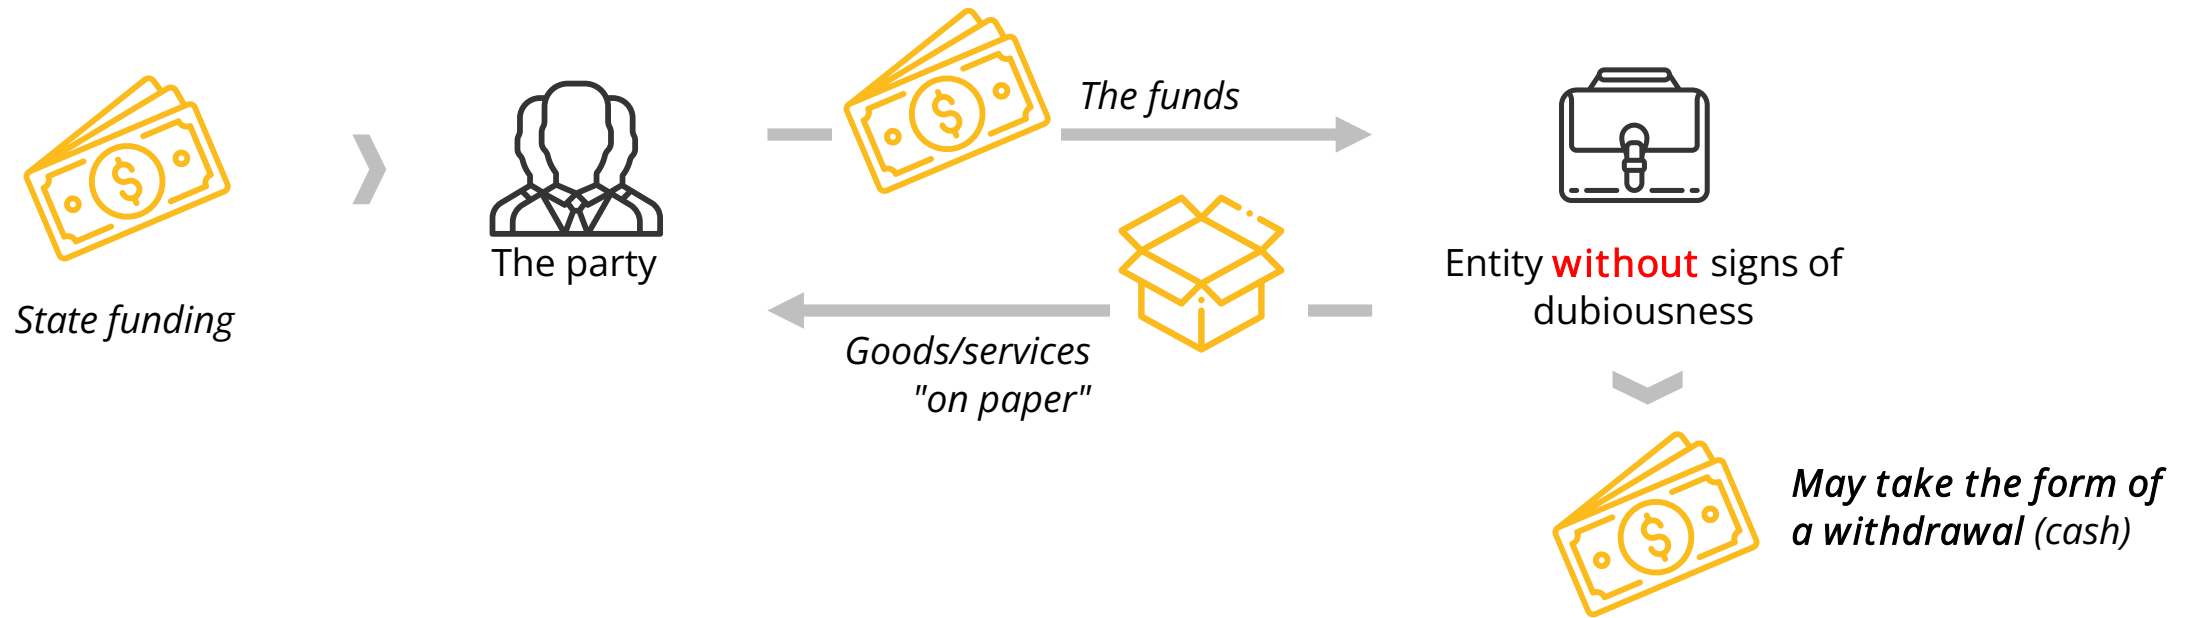 State funding
The party
The funds
Goods/services
"on paper"
Entity without signs of
dubiousness
May take the form of
a withdrawal (cash)